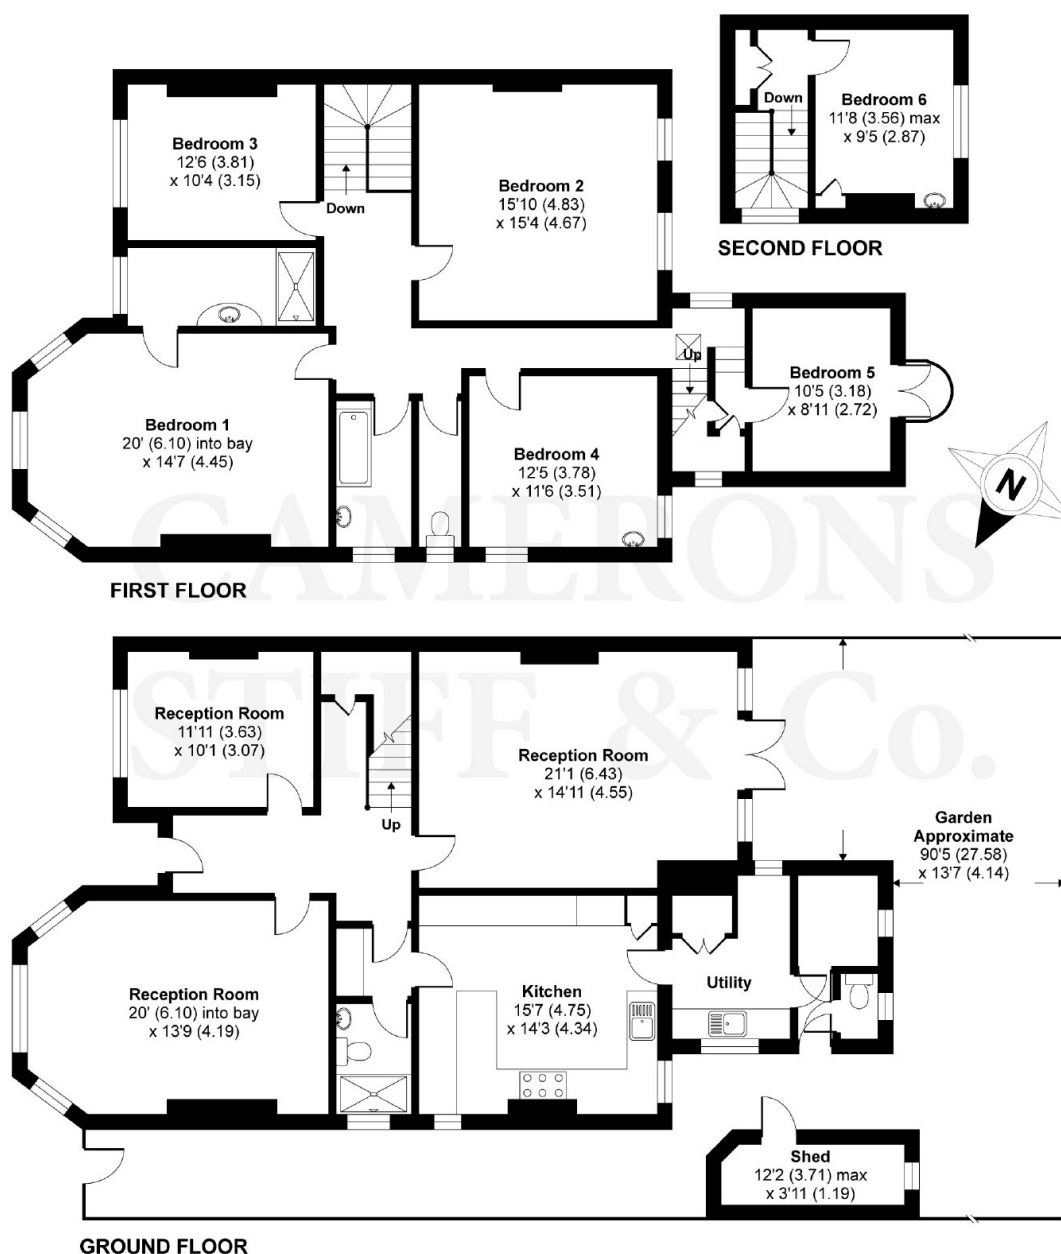 Bedroom 6
11'8 (3.56) max
x 9'5 (2.87)
Down
SECOND FLOOR
Bedroom 3
12'6 (3.81)
x 10'4 (3.15)
Down
Bedroom 2
15'10 (4.83)
x 15'4 (4.67)
Up
Bedroom 5
10'5 (3.18)
x 8'11 (2.72)
Bedroom 1
20' (6.10) into bay
x 14'7 (4.45)
Bedroom 4
12'5 (3.78)
x 11'6 (3.51)
N
CAMERONS
STIFF & Co.
FIRST FLOOR
Reception Room
11'11 (3.63)
x 10'1 (3.07)
Up
Reception Room
21'1 (6.43)
x 14'11 (4.55)
Garden
Approximate
90'5 (27.58)
x 13'7 (4.14)
Reception Room
20' (6.10) into bay
x 13'9 (4.19)
Kitchen
15'7 (4.75)
x 14'3 (4.34)
Utility
Shed
12'2 (3.71) max
x 3'11 (1.19)
GROUND FLOOR